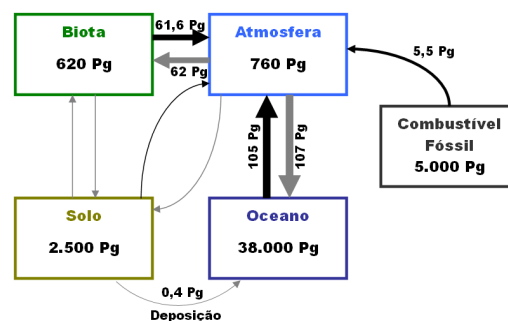 Biota
620 Pg
61,6 Pg
62 Pg
Atmosfera
760 Pg
5,5 Pg
Combustível
Fóssil
5.000 Pg
105 Pg
107 Pg
Solo
2.500 Pg
Oceano
38.000 Pg
0,4 Pg
Deposição